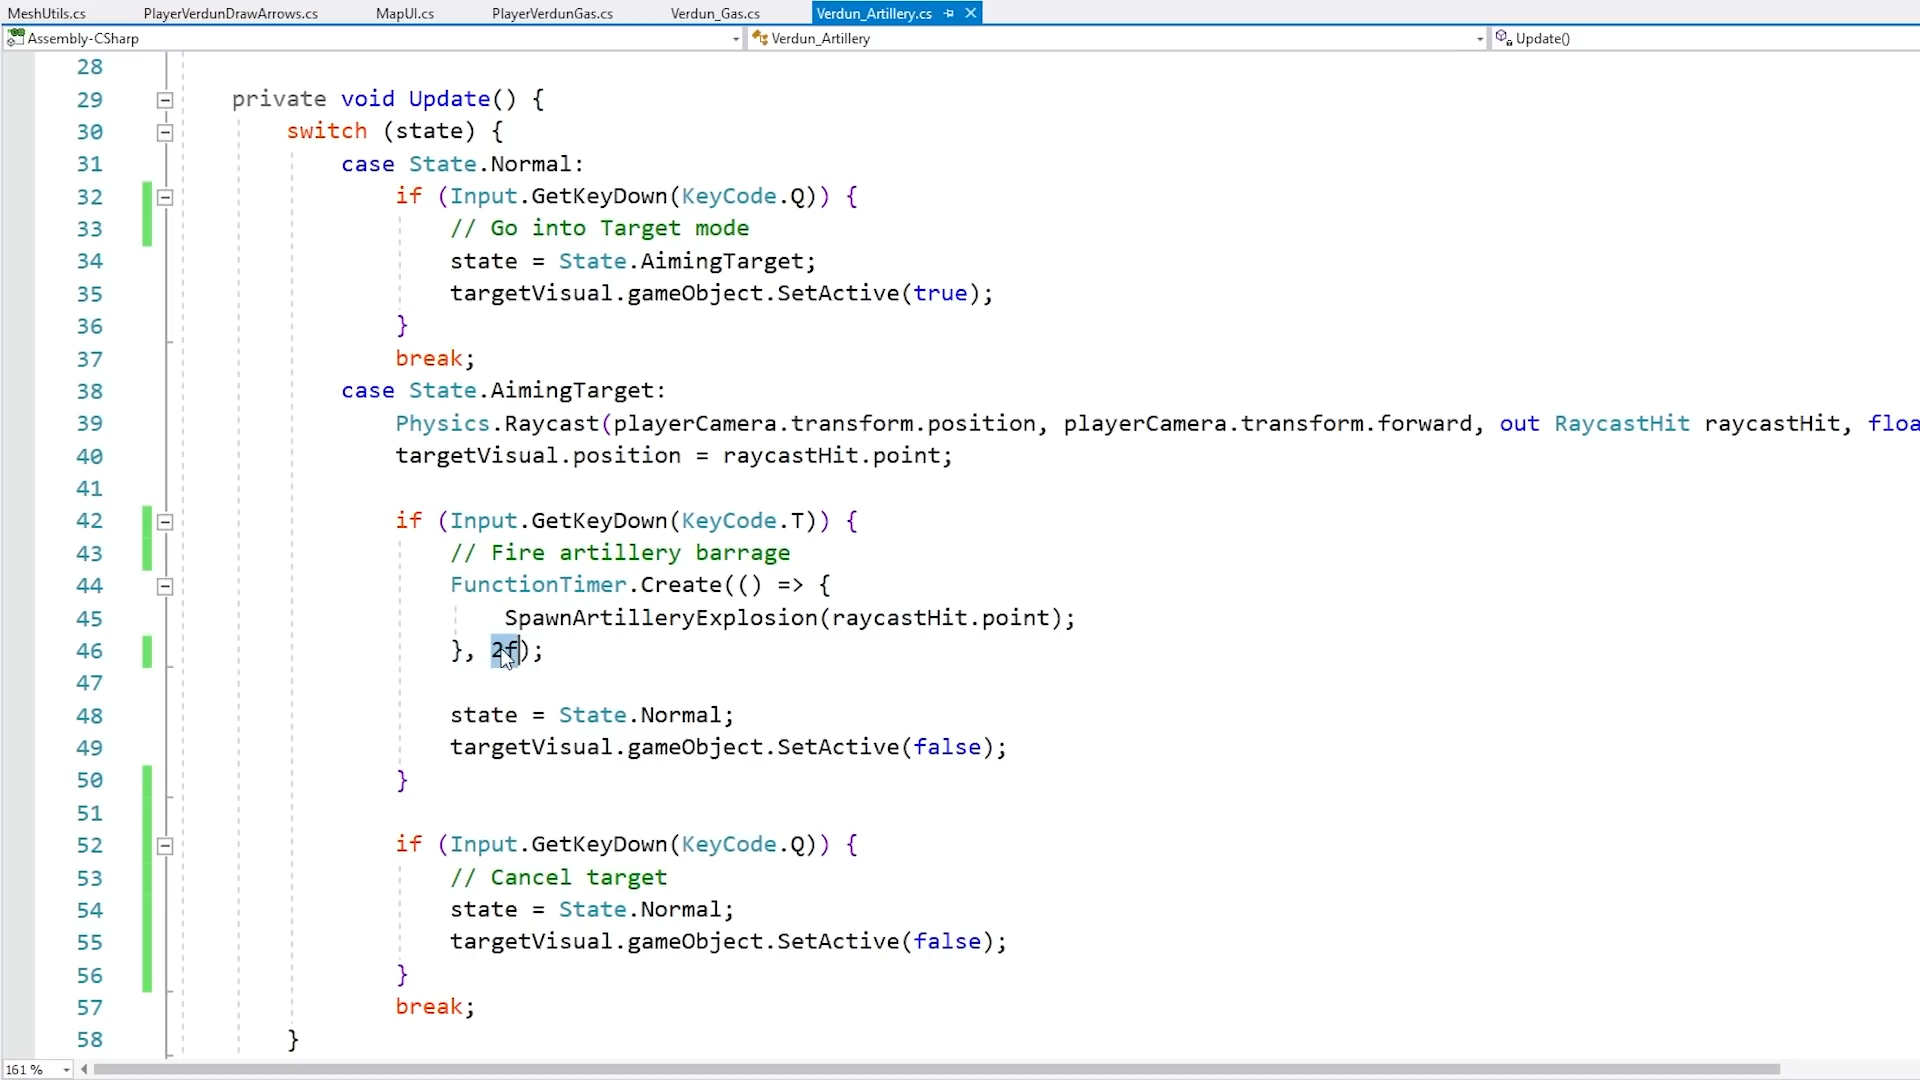 MeshUtils.cs PlayerVerdunDrawArrows.cs MapUI.cs PlayerVerdunGas.cs Verdun_Gas.cs Verdun_Artillery.cs
Assembly-CSharp Verdun_Artillery Update()
28
29 private void Update() {
30 switch (state) {
31 case State.Normal:
32 if (Input.GetKeyDown(KeyCode.Q)) {
33 // Go into Target mode
34 state = State.AimingTarget;
35 targetVisual.gameObject.SetActive(true);
36 }
37 break;
38 case State.AimingTarget:
39 Physics.Raycast(playerCamera.transform.position, playerCamera.transform.forward, out RaycastHit raycastHit, floa
40 targetVisual.position = raycastHit.point;
41
42 if (Input.GetKeyDown(KeyCode.T)) {
43 // Fire artillery barrage
44 FunctionTimer.Create(() => {
45 SpawnArtilleryExplosion(raycastHit.point);
46 }, 2f);
47
48 state = State.Normal;
49 targetVisual.gameObject.SetActive(false);
50 }
51
52 if (Input.GetKeyDown(KeyCode.Q)) {
53 // Cancel target
54 state = State.Normal;
55 targetVisual.gameObject.SetActive(false);
56 }
57 break;
58 }
161 %